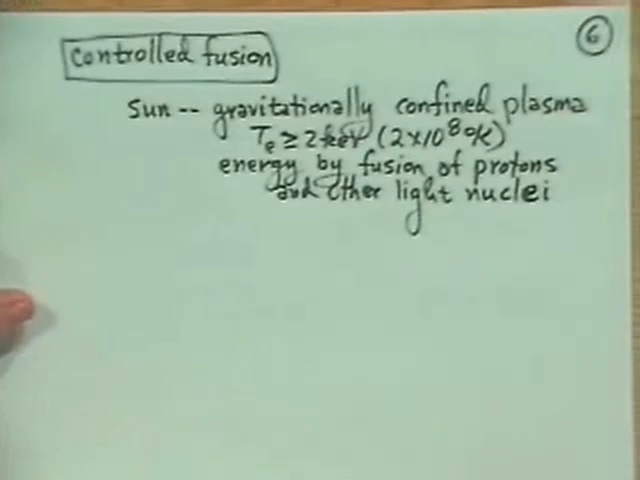 6
controlled fusion
Sun -- gravitationally confined plasma
Te ≥ 2 keV (2×10⁸ °K)
energy by fusion of protons
and other light nuclei